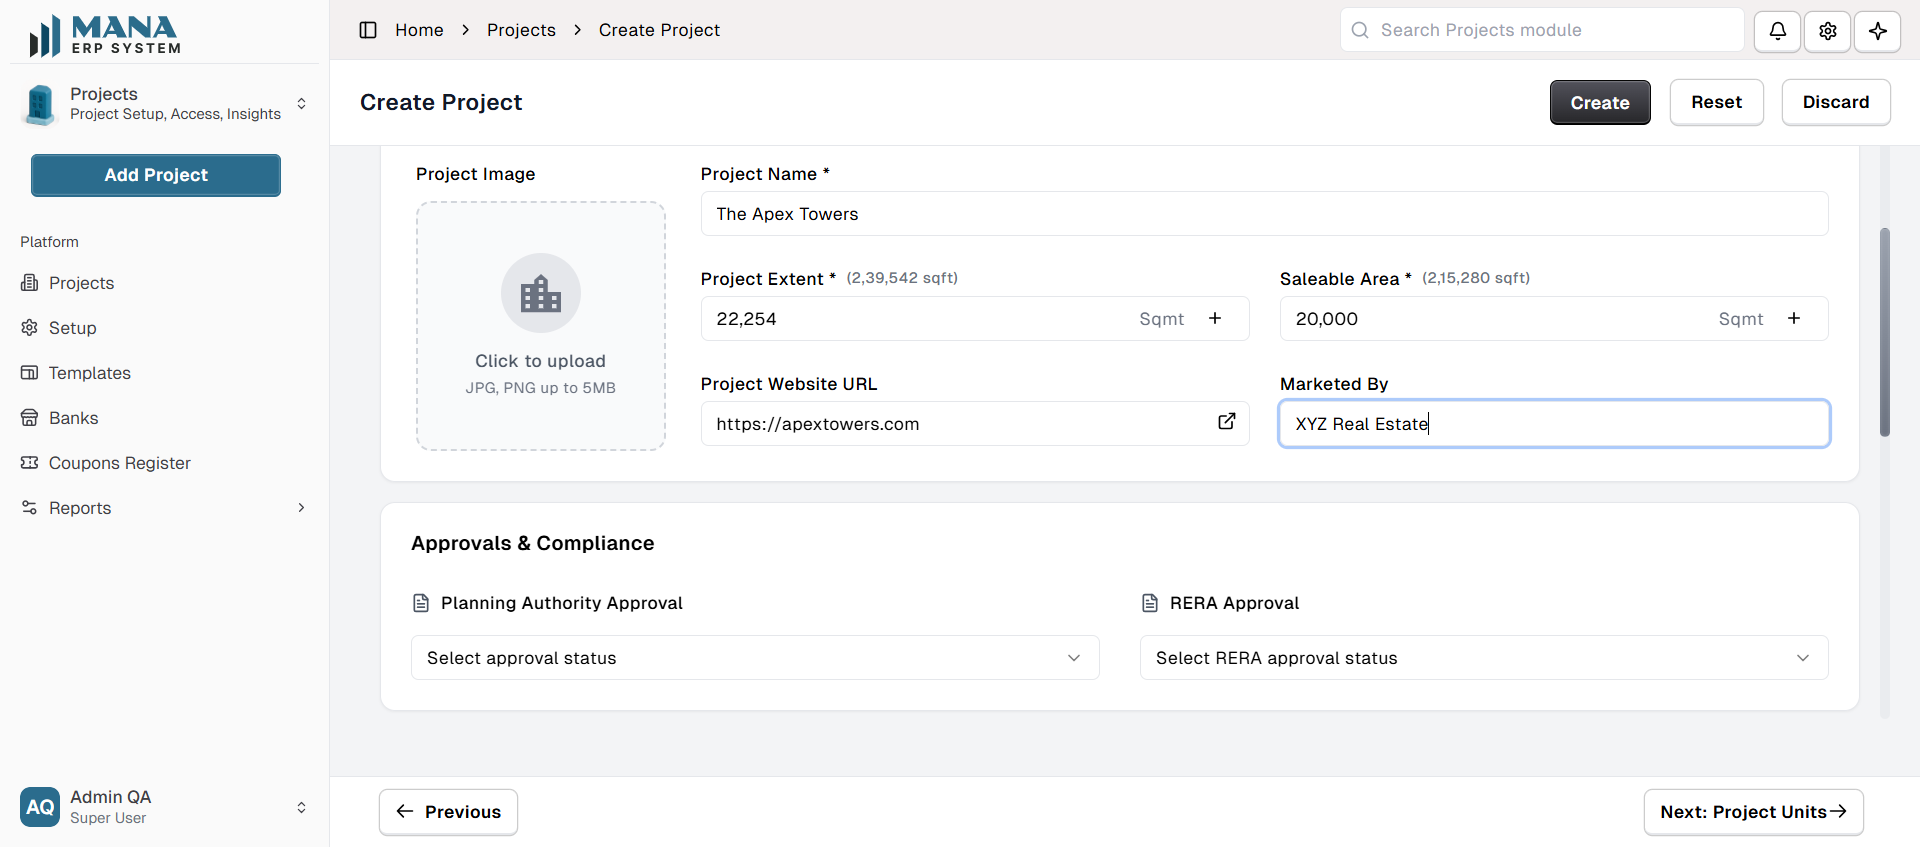 MANA
ERP SYSTEM
Projects
Project Setup, Access, Insights
Add Project
Platform
Projects
Setup
Templates
Banks
Coupons Register
Reports
AQ
Admin QA
Super User
Home
Projects
Create Project
Search Projects module
Create Project
Create
Reset
Discard
Project Image
Click to upload
JPG, PNG up to 5MB
Project Name *
The Apex Towers
Project Extent * (2,39,542 sqft)
22,254 Sqmt +
Saleable Area * (2,15,280 sqft)
20,000 Sqmt +
Project Website URL
https://apextowers.com
Marketed By
XYZ Real Estate
Approvals & Compliance
Planning Authority Approval
Select approval status
RERA Approval
Select RERA approval status
Previous
Next: Project Units